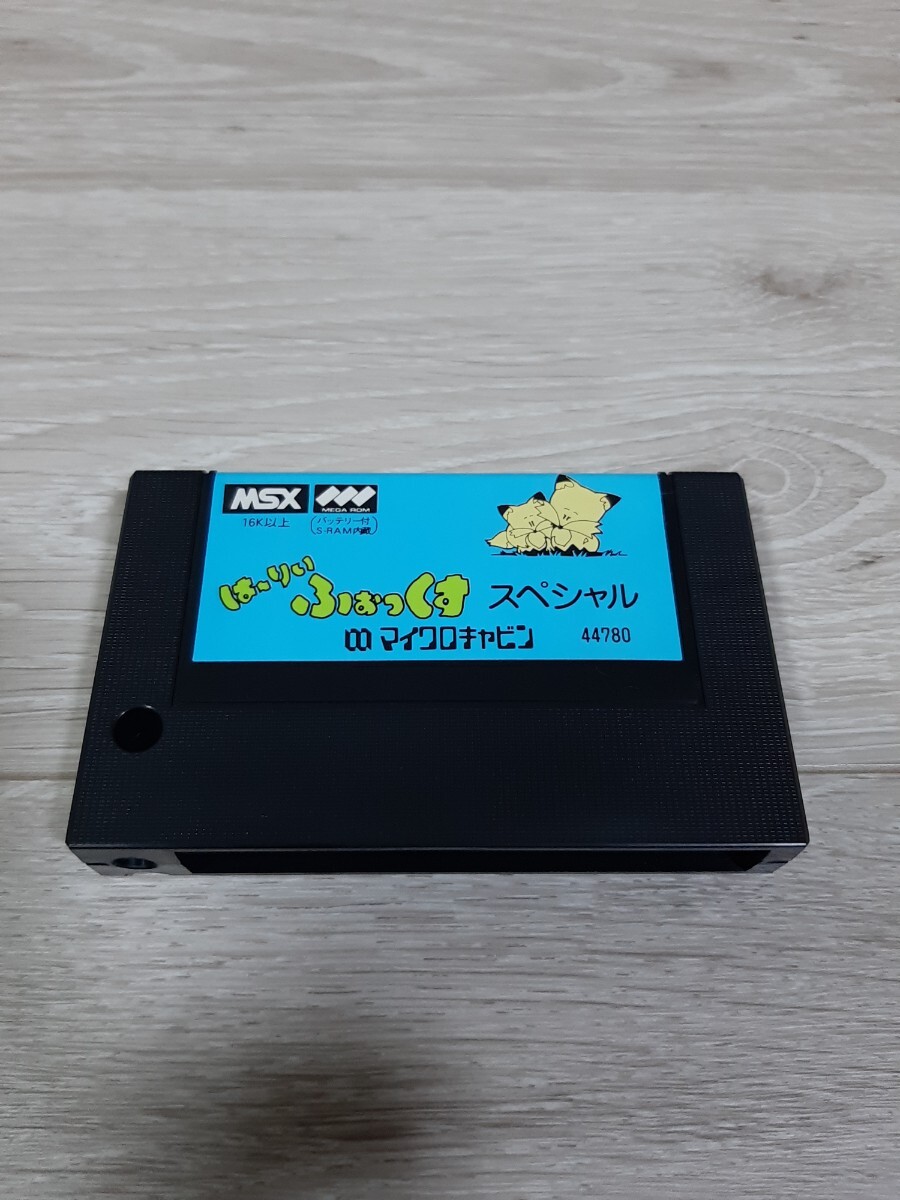 MSX
MEGA ROM
16K以上
(バッテリー付
S-RAM内蔵)
は〜りぃ ふぉっくす スペシャル
マイクロキャビン 44780